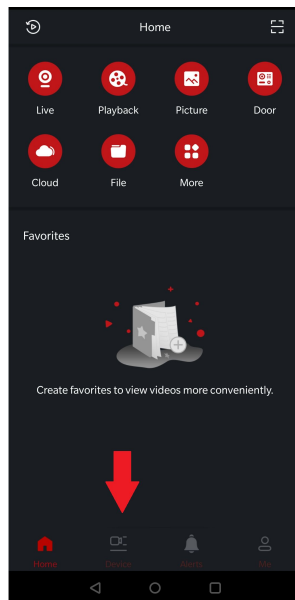 Home
Live Playback Picture Door
Cloud File More
Favorites
Create favorites to view videos more conveniently.
Home Device Alerts Me